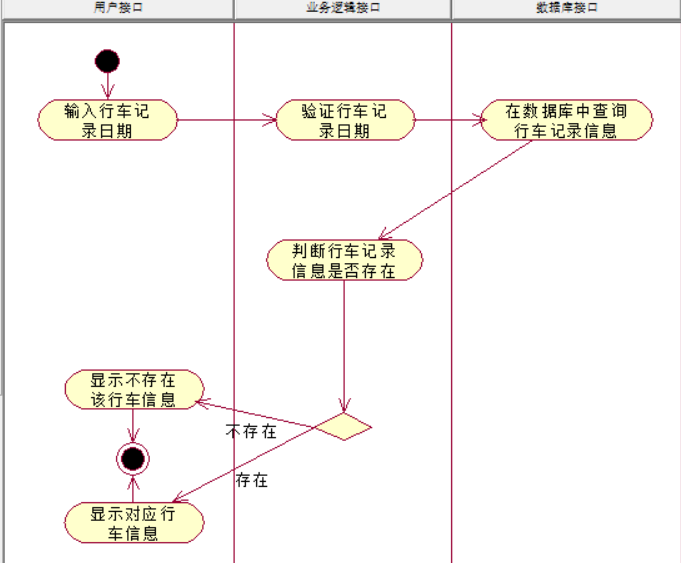 用户接口
业务逻辑接口
数据库接口
输入行车记
录日期
验证行车记
录日期
在数据库中查询
行车记录信息
判断行车记录
信息是否存在
显示不存在
该行车信息
不存在
存在
显示对应行
车信息